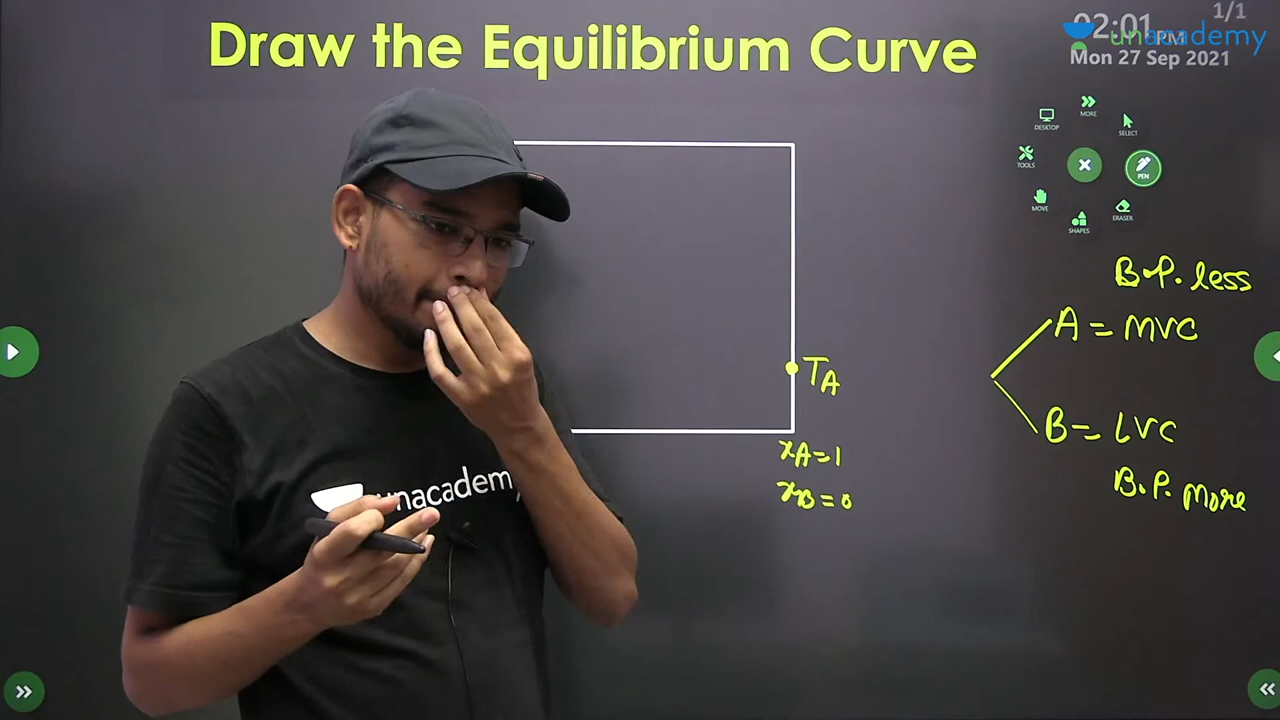 Draw the Equilibrium Curve
1/1
02:01 PM
unacademy
Mon 27 Sep 2021
MORE
DESKTOP
SELECT
TOOLS
PEN
MOVE
ERASER
SHAPES
B.P. less
A = MVC
B = LVC
B.P. More
TA
xA = 1
xB = 0
unacademy